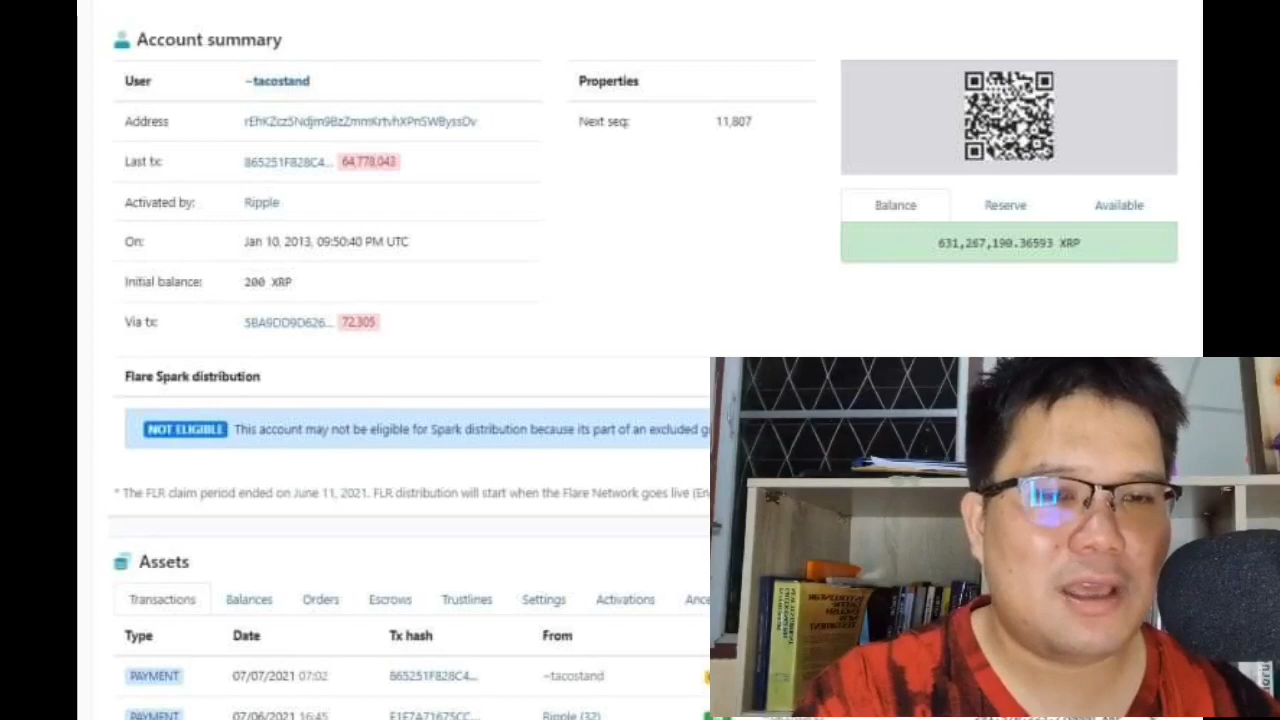 Account summary
User ~tacostand
Address
Last tx: 865251F828C4... 64,778,043
Activated by: Ripple
On: Jan 10, 2013, 09:50:40 PM UTC
Initial balance: 200 XRP
Via tx: 5BA9DD9D626... 72,305
Properties
Next seq: 11,807
Balance Reserve Available
631,267,190.36593 XRP
Flare Spark distribution
NOT ELIGIBLE This account may not be eligible for Spark distribution because its part of an excluded
* The FLR claim period ended on June 11, 2021. FLR distribution will start when the Flare Network goes live
Assets
Transactions Balances Orders Escrows Trustlines Settings Activations
Type Date Tx hash From
PAYMENT 07/07/2021 07:02 865251F828C4... ~tacostand
PAYMENT 07/06/2021 16:45 E1F7A71675CC... Ripple (32)